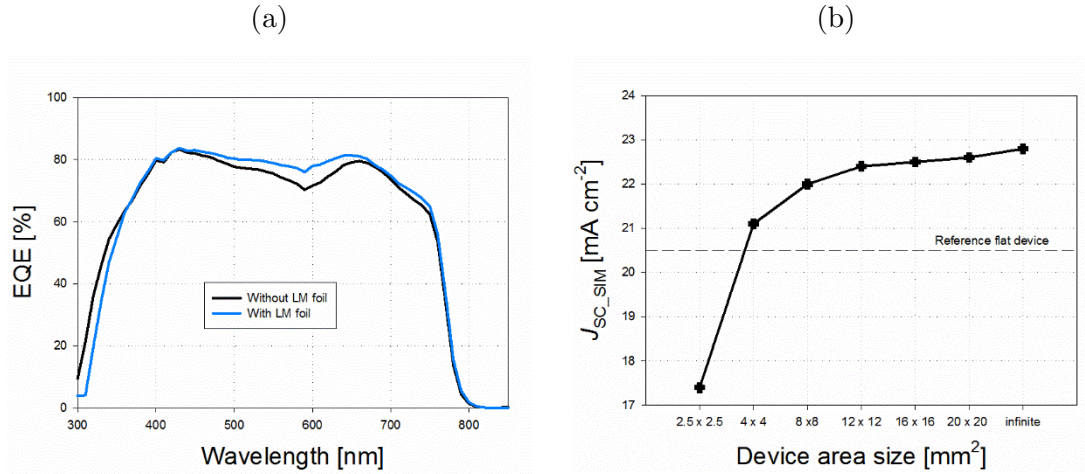 (a)
(b)
100
80
60
40
20
0
EQE [%]
Without LM foil
With LM foil
300 400 500 600 700 800
Wavelength [nm]
24
23
22
21
20
19
18
17
J_SC_SIM [mA cm-2]
Reference flat device
2.5 x 2.5 4 x 4 8 x8 12 x 12 16 x 16 20 x 20 infinite
Device area size [mm2]